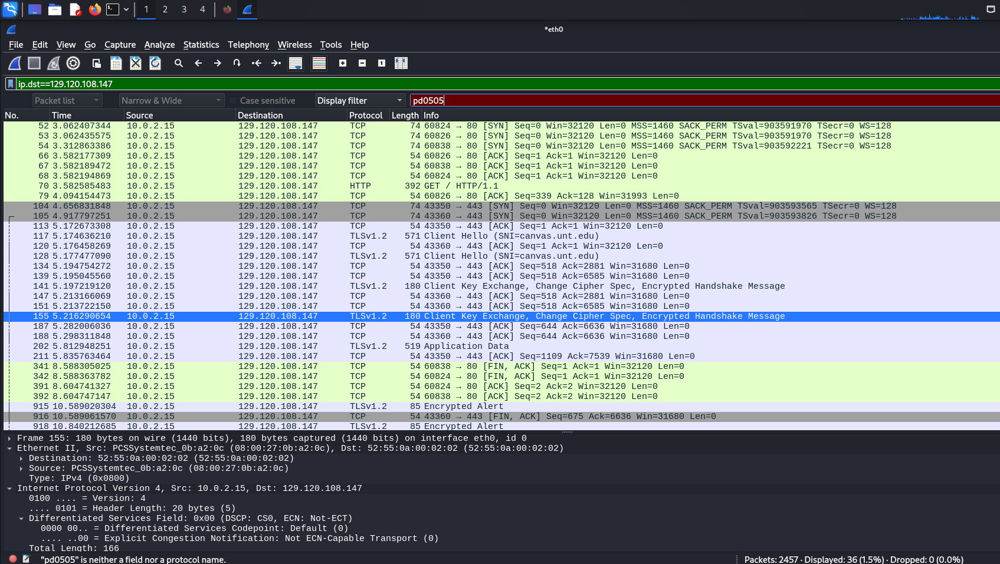 1 2 3 4
*eth0
File Edit View Go Capture Analyze Statistics Telephony Wireless Tools Help
ip.dst==129.120.108.147
Packet list Narrow & Wide Case sensitive Display filter pd0505
No. Time Source Destination Protocol Length Info
52 3.062407344 10.0.2.15 129.120.108.147 TCP 74 60824 → 80 [SYN] Seq=0 Win=32120 Len=0 MSS=1460 SACK_PERM TSval=903591970 TSecr=0 WS=128
53 3.062435575 10.0.2.15 129.120.108.147 TCP 74 60826 → 80 [SYN] Seq=0 Win=32120 Len=0 MSS=1460 SACK_PERM TSval=903591970 TSecr=0 WS=128
54 3.312863386 10.0.2.15 129.120.108.147 TCP 74 60838 → 80 [SYN] Seq=0 Win=32120 Len=0 MSS=1460 SACK_PERM TSval=903592221 TSecr=0 WS=128
66 3.582177309 10.0.2.15 129.120.108.147 TCP 54 60826 → 80 [ACK] Seq=1 Ack=1 Win=32120 Len=0
67 3.582189472 10.0.2.15 129.120.108.147 TCP 54 60838 → 80 [ACK] Seq=1 Ack=1 Win=32120 Len=0
68 3.582194869 10.0.2.15 129.120.108.147 TCP 54 60824 → 80 [ACK] Seq=1 Ack=1 Win=32120 Len=0
70 3.582585483 10.0.2.15 129.120.108.147 HTTP 392 GET / HTTP/1.1
79 4.094154473 10.0.2.15 129.120.108.147 TCP 54 60826 → 80 [ACK] Seq=339 Ack=128 Win=31993 Len=0
104 4.656831848 10.0.2.15 129.120.108.147 TCP 74 43350 → 443 [SYN] Seq=0 Win=32120 Len=0 MSS=1460 SACK_PERM TSval=903593565 TSecr=0 WS=128
105 4.917797251 10.0.2.15 129.120.108.147 TCP 74 43360 → 443 [SYN] Seq=0 Win=32120 Len=0 MSS=1460 SACK_PERM TSval=903593826 TSecr=0 WS=128
113 5.172673308 10.0.2.15 129.120.108.147 TCP 54 43350 → 443 [ACK] Seq=1 Ack=1 Win=32120 Len=0
117 5.174636210 10.0.2.15 129.120.108.147 TLSv1.2 571 Client Hello (SNI=canvas.unt.edu)
120 5.176458269 10.0.2.15 129.120.108.147 TCP 54 43360 → 443 [ACK] Seq=1 Ack=1 Win=32120 Len=0
128 5.177477090 10.0.2.15 129.120.108.147 TLSv1.2 571 Client Hello (SNI=canvas.unt.edu)
134 5.194754272 10.0.2.15 129.120.108.147 TCP 54 43350 → 443 [ACK] Seq=518 Ack=2881 Win=31680 Len=0
139 5.195045560 10.0.2.15 129.120.108.147 TCP 54 43350 → 443 [ACK] Seq=518 Ack=6585 Win=31680 Len=0
141 5.197219120 10.0.2.15 129.120.108.147 TLSv1.2 180 Client Key Exchange, Change Cipher Spec, Encrypted Handshake Message
147 5.213166069 10.0.2.15 129.120.108.147 TCP 54 43360 → 443 [ACK] Seq=518 Ack=2881 Win=31680 Len=0
151 5.213722150 10.0.2.15 129.120.108.147 TCP 54 43360 → 443 [ACK] Seq=518 Ack=6585 Win=31680 Len=0
155 5.216290654 10.0.2.15 129.120.108.147 TLSv1.2 180 Client Key Exchange, Change Cipher Spec, Encrypted Handshake Message
187 5.282006036 10.0.2.15 129.120.108.147 TCP 54 43350 → 443 [ACK] Seq=644 Ack=6636 Win=31680 Len=0
188 5.298311848 10.0.2.15 129.120.108.147 TCP 54 43360 → 443 [ACK] Seq=644 Ack=6636 Win=31680 Len=0
202 5.812948251 10.0.2.15 129.120.108.147 TLSv1.2 519 Application Data
211 5.835763464 10.0.2.15 129.120.108.147 TCP 54 43350 → 443 [ACK] Seq=1109 Ack=7539 Win=31680 Len=0
341 8.588305025 10.0.2.15 129.120.108.147 TCP 54 60838 → 80 [FIN, ACK] Seq=1 Ack=1 Win=32120 Len=0
342 8.588363782 10.0.2.15 129.120.108.147 TCP 54 60824 → 80 [FIN, ACK] Seq=1 Ack=1 Win=32120 Len=0
391 8.604741327 10.0.2.15 129.120.108.147 TCP 54 60824 → 80 [ACK] Seq=2 Ack=2 Win=32120 Len=0
392 8.604747147 10.0.2.15 129.120.108.147 TCP 54 60838 → 80 [ACK] Seq=2 Ack=2 Win=32120 Len=0
915 10.589020304 10.0.2.15 129.120.108.147 TLSv1.2 85 Encrypted Alert
916 10.589061570 10.0.2.15 129.120.108.147 TCP 54 43360 → 443 [FIN, ACK] Seq=675 Ack=6636 Win=31680 Len=0
918 10.840212685 10.0.2.15 129.120.108.147 TLSv1.2 85 Encrypted Alert
Frame 155: 180 bytes on wire (1440 bits), 180 bytes captured (1440 bits) on interface eth0, id 0
Ethernet II, Src: PCSSystemtec_0b:a2:0c (08:00:27:0b:a2:0c), Dst: 52:55:0a:00:02:02 (52:55:0a:00:02:02)
Destination: 52:55:0a:00:02:02 (52:55:0a:00:02:02)
Source: PCSSystemtec_0b:a2:0c (08:00:27:0b:a2:0c)
Type: IPv4 (0x0800)
Internet Protocol Version 4, Src: 10.0.2.15, Dst: 129.120.108.147
0100 .... = Version: 4
.... 0101 = Header Length: 20 bytes (5)
Differentiated Services Field: 0x00 (DSCP: CS0, ECN: Not-ECT)
0000 00.. = Differentiated Services Codepoint: Default (0)
.... ..00 = Explicit Congestion Notification: Not ECN-Capable Transport (0)
Total Length: 166
"pd0505" is neither a field nor a protocol name. Packets: 2457 · Displayed: 36 (1.5%) · Dropped: 0 (0.0%)